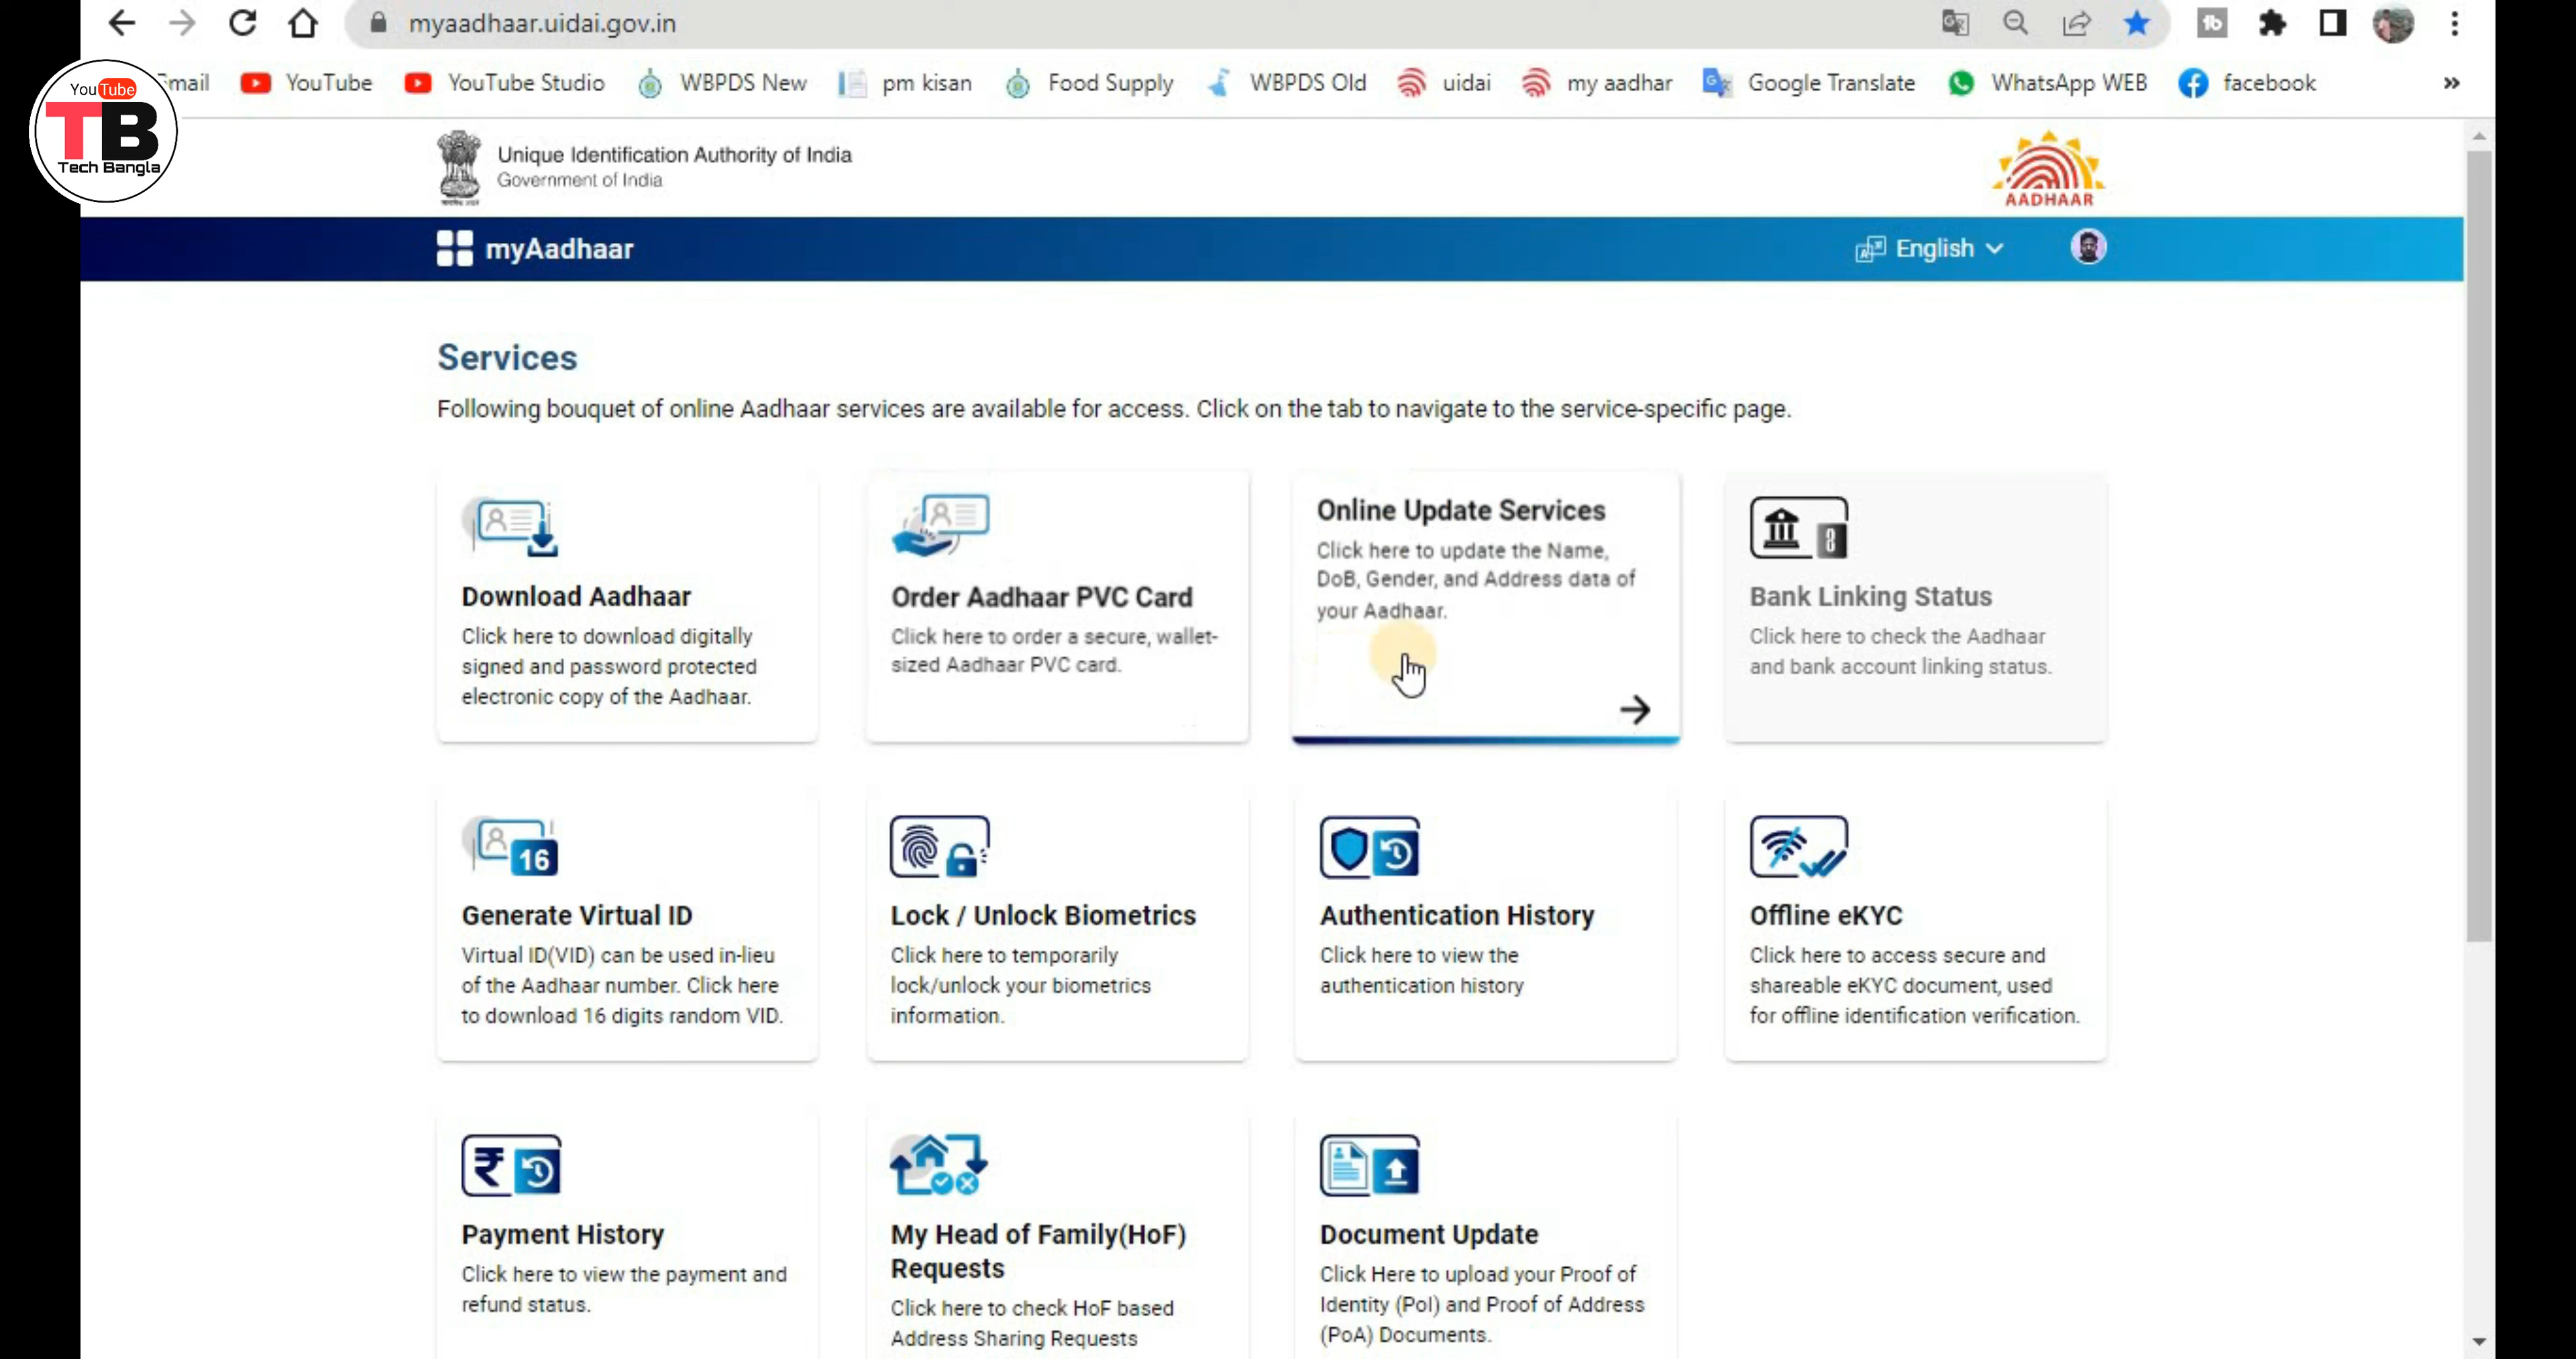 myaadhaar.uidai.gov.in
YouTube
TB
Tech Bangla
mail
YouTube
YouTube Studio
WBPDS New
pm kisan
Food Supply
WBPDS Old
uidai
my aadhar
Google Translate
WhatsApp WEB
facebook
»
Unique Identification Authority of India
Government of India
AADHAAR
myAadhaar
English
Services
Following bouquet of online Aadhaar services are available for access. Click on the tab to navigate to the service-specific page.
Download Aadhaar
Click here to download digitally
signed and password protected
electronic copy of the Aadhaar.
Order Aadhaar PVC Card
Click here to order a secure, wallet-
sized Aadhaar PVC card.
Online Update Services
Click here to update the Name,
DoB, Gender, and Address data of
your Aadhaar.
Bank Linking Status
Click here to check the Aadhaar
and bank account linking status.
16
Generate Virtual ID
Virtual ID(VID) can be used in-lieu
of the Aadhaar number. Click here
to download 16 digits random VID.
Lock / Unlock Biometrics
Click here to temporarily
lock/unlock your biometrics
information.
Authentication History
Click here to view the
authentication history
Offline eKYC
Click here to access secure and
shareable eKYC document, used
for offline identification verification.
₹
Payment History
Click here to view the payment and
refund status.
My Head of Family(HoF)
Requests
Click here to check HoF based
Address Sharing Requests
Document Update
Click Here to upload your Proof of
Identity (PoI) and Proof of Address
(PoA) Documents.